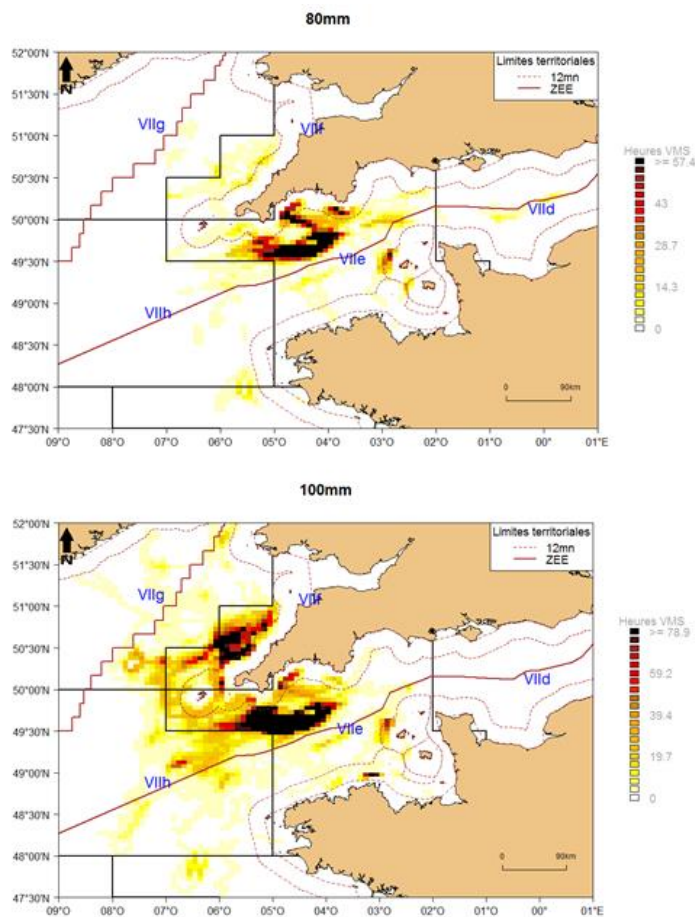 80mm
52°00'N
51°30'N
51°00'N
50°30'N
50°00'N
49°30'N
49°00'N
48°30'N
48°00'N
47°30'N
N
Limites territoriales
12mn
ZEE
VIIg
VIIf
VIId
VIIe
VIIh
0 90km
09°O 08°O 07°O 06°O 05°O 04°O 03°O 02°O 01°O 00° 01°E
Heures VMS
>= 57.4
43
28.7
14.3
0
100mm
52°00'N
51°30'N
51°00'N
50°30'N
50°00'N
49°30'N
49°00'N
48°30'N
48°00'N
47°30'N
N
Limites territoriales
12mn
ZEE
VIIg
VIIf
VIId
VIIe
VIIh
0 90km
09°O 08°O 07°O 06°O 05°O 04°O 03°O 02°O 01°O 00° 01°E
Heures VMS
>= 78.9
59.2
39.4
19.7
0